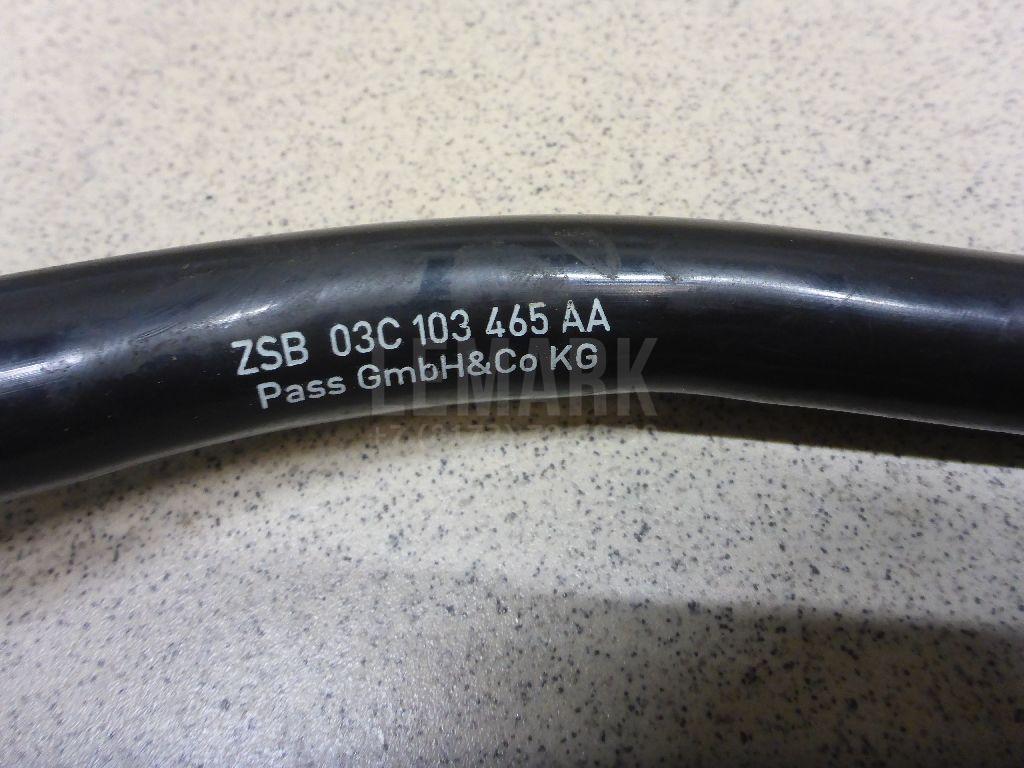 ZSB 03C 103 465 AA
Pass GmbH&Co KG
LEMARK